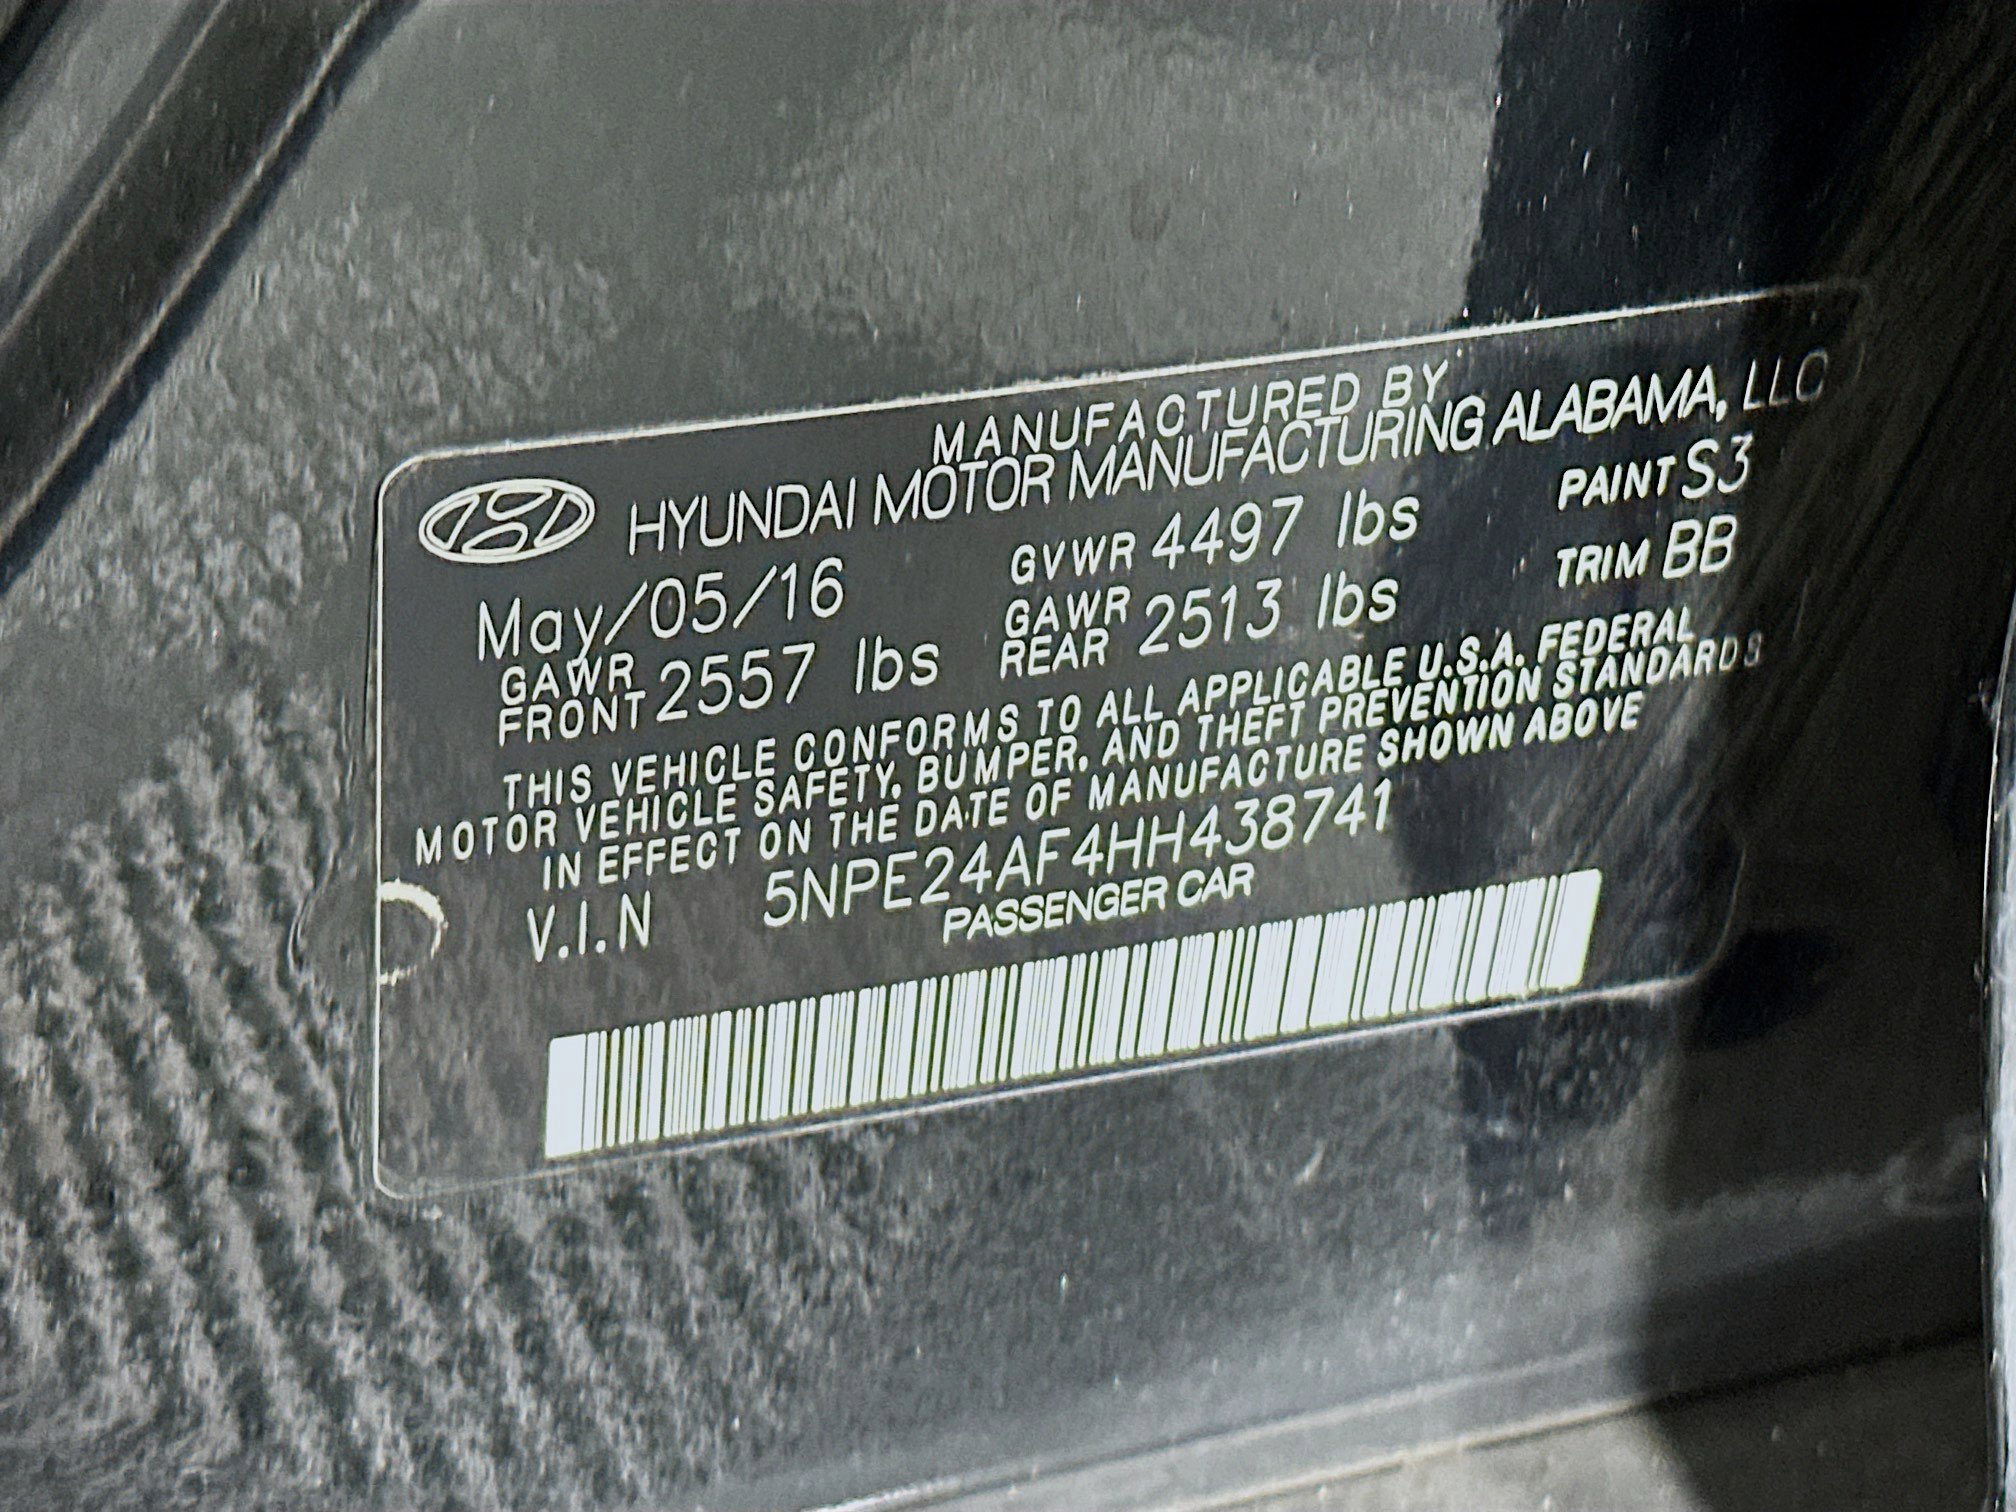 MANUFACTURED BY
HYUNDAI MOTOR MANUFACTURING ALABAMA, LLC
May/05/16 GVWR 4497 lbs PAINT S3
GAWR FRONT 2557 lbs GAWR REAR 2513 lbs TRIM BB
THIS VEHICLE CONFORMS TO ALL APPLICABLE U.S.A. FEDERAL
MOTOR VEHICLE SAFETY, BUMPER, AND THEFT PREVENTION STANDARDS
IN EFFECT ON THE DATE OF MANUFACTURE SHOWN ABOVE
V.I.N 5NPE24AF4HH438741
PASSENGER CAR